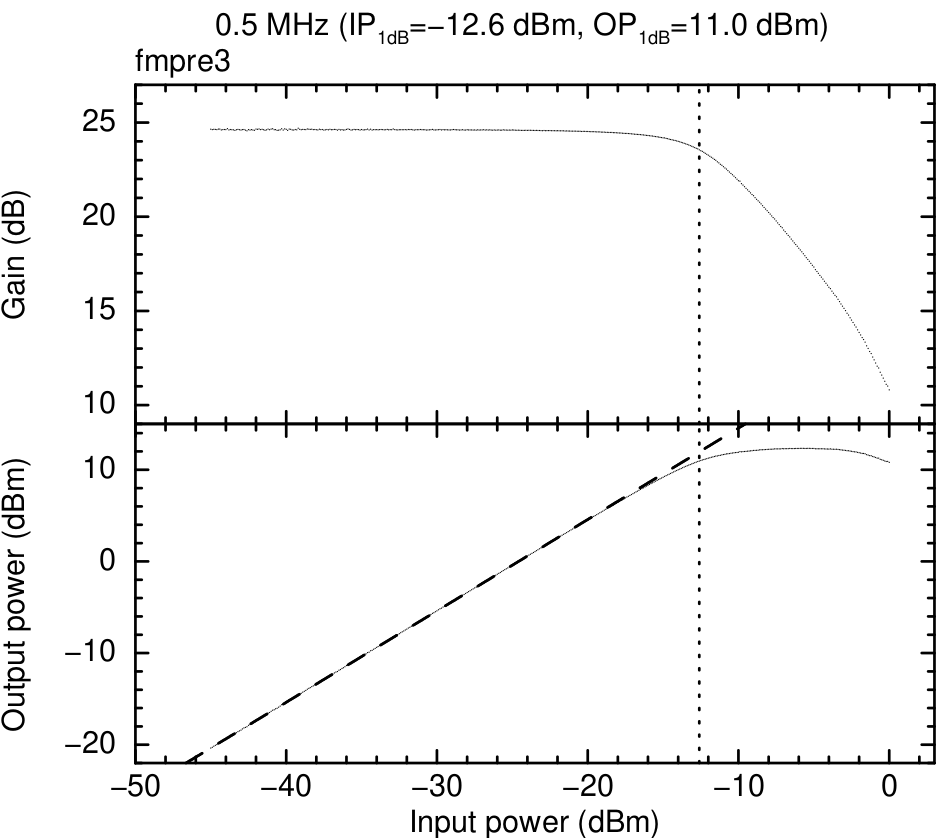 0.5 MHz (IP1dB=−12.6 dBm, OP1dB=11.0 dBm)
fmpre3
25
20
15
10
Gain (dB)
10
0
−10
−20
Output power (dBm)
−50 −40 −30 −20 −10 0
Input power (dBm)